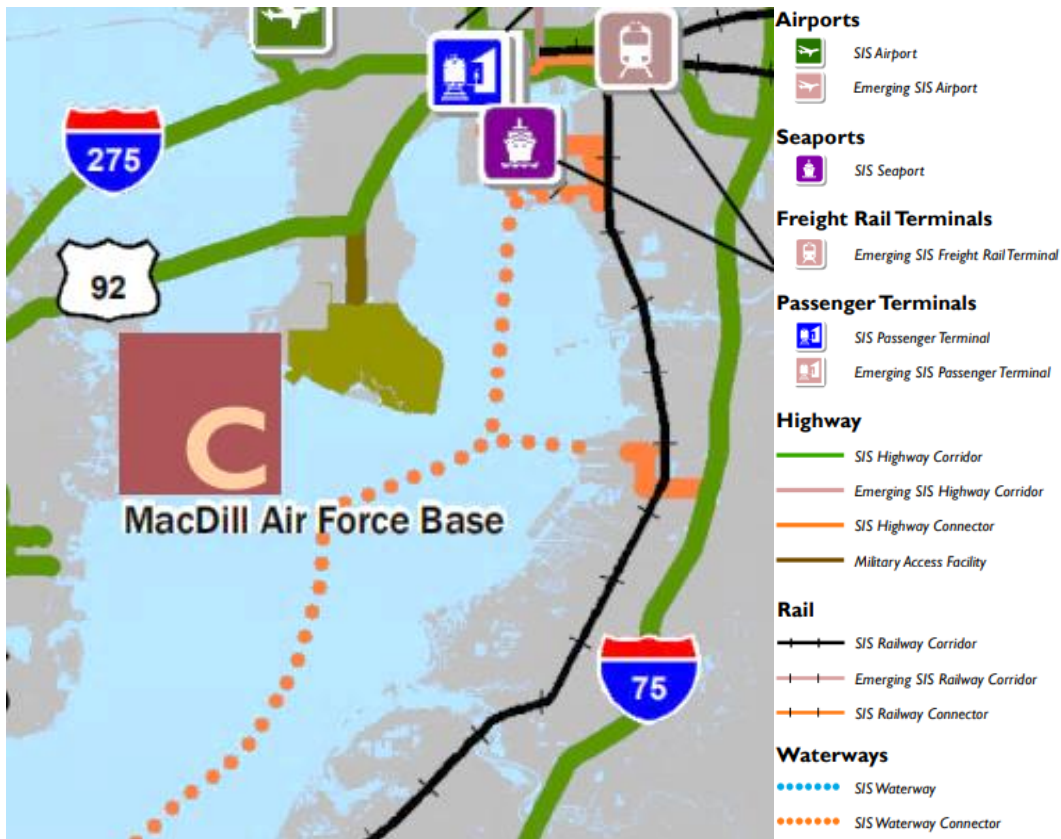 275
92
C
MacDill Air Force Base
75
Airports
SIS Airport
Emerging SIS Airport
Seaports
SIS Seaport
Freight Rail Terminals
Emerging SIS Freight Rail Terminal
Passenger Terminals
SIS Passenger Terminal
Emerging SIS Passenger Terminal
Highway
SIS Highway Corridor
Emerging SIS Highway Corridor
SIS Highway Connector
Military Access Facility
Rail
SIS Railway Corridor
Emerging SIS Railway Corridor
SIS Railway Connector
Waterways
SIS Waterway
SIS Waterway Connector